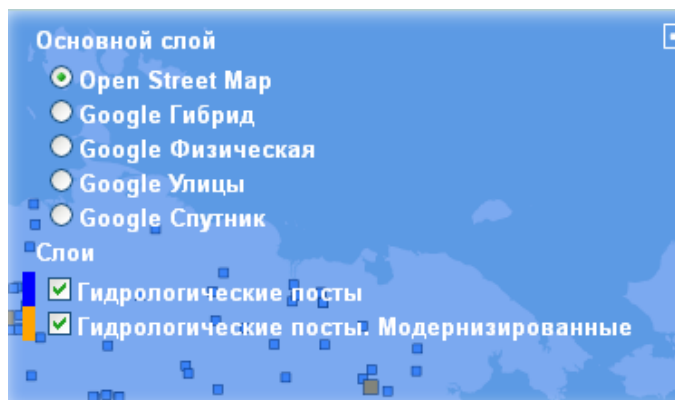 Основной слой
Open Street Map
Google Гибрид
Google Физическая
Google Улицы
Google Спутник
Слои
Гидрологические посты
Гидрологические посты. Модернизированные